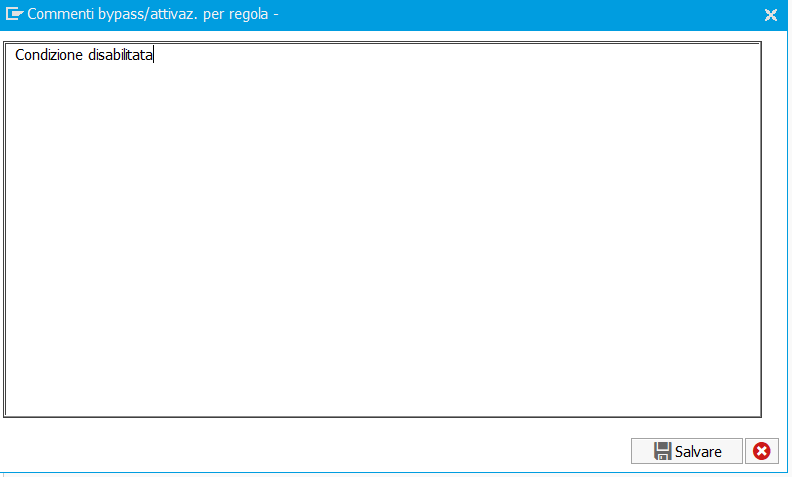 Commenti bypass/attivaz. per regola -
Condizione disabilitata
Salvare